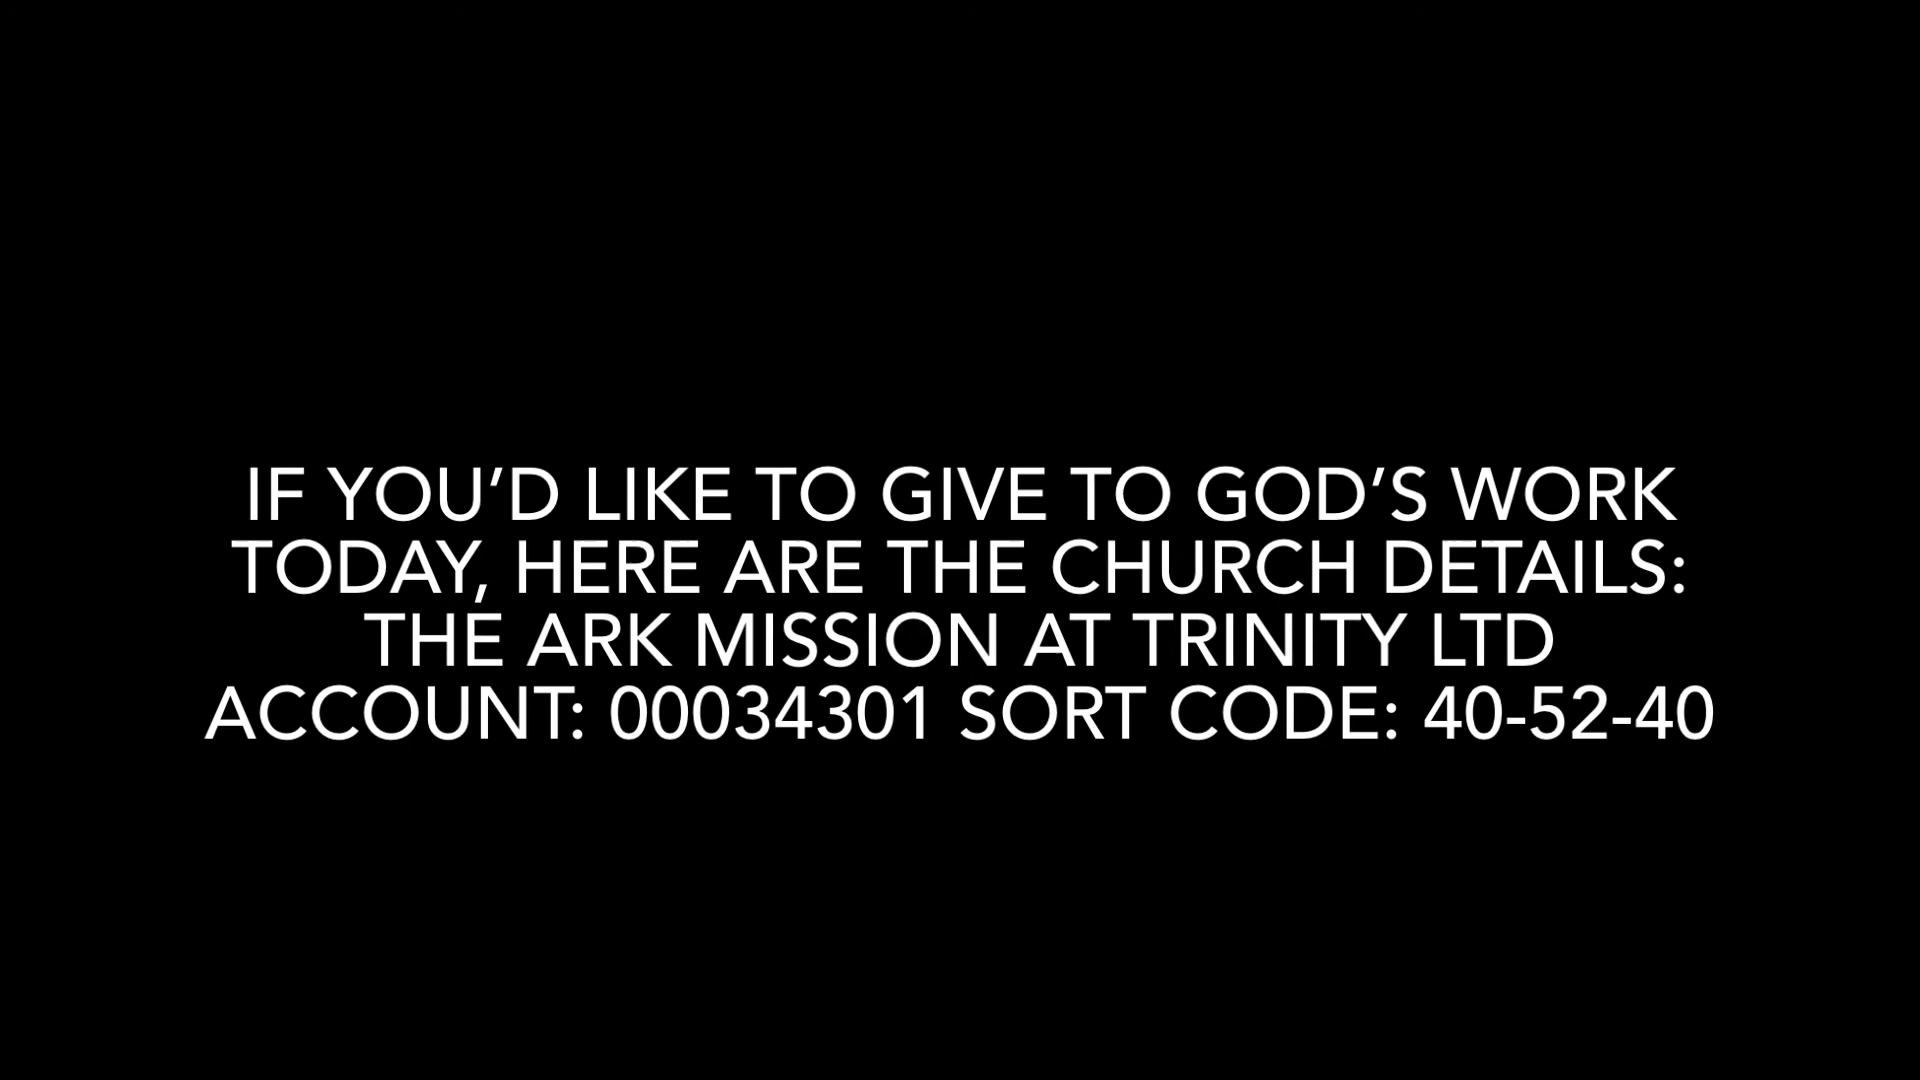 IF YOU’D LIKE TO GIVE TO GOD’S WORK
TODAY, HERE ARE THE CHURCH DETAILS:
THE ARK MISSION AT TRINITY LTD
ACCOUNT: 00034301 SORT CODE: 40-52-40